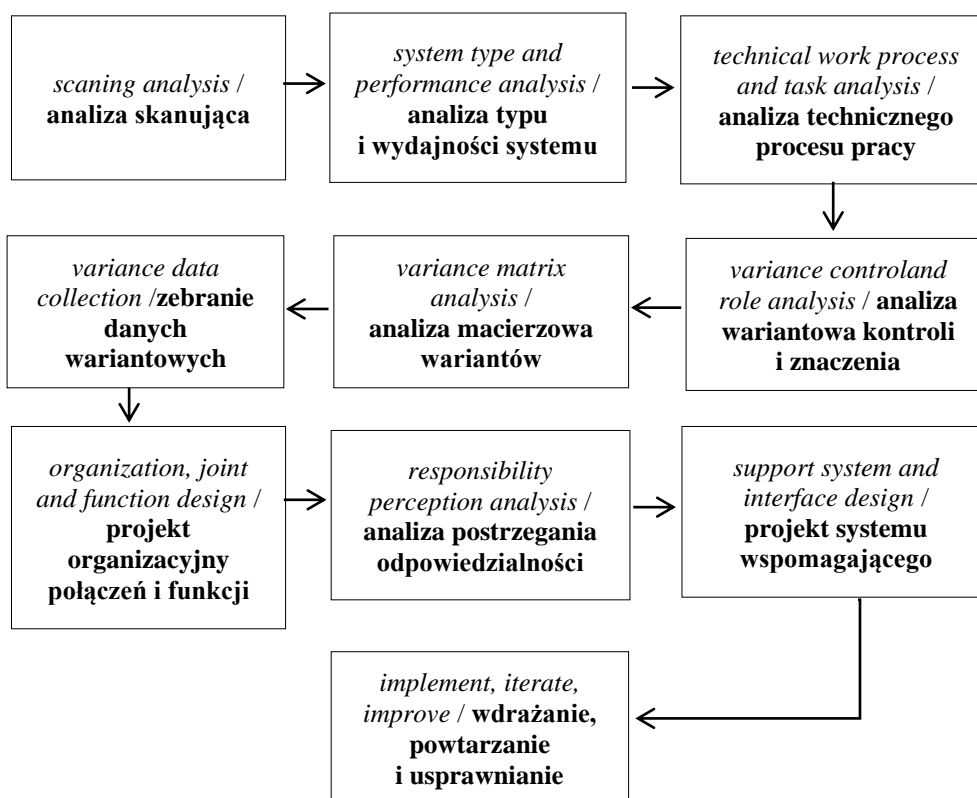 scaning analysis /
analiza skanująca
system type and
performance analysis /
analiza typu
i wydajności systemu
technical work process
and task analysis /
analiza technicznego
procesu pracy
variance data
collection /zebranie
danych
wariantowych
variance matrix
analysis /
analiza macierzowa
wariantów
variance controland
role analysis / analiza
wariantowa kontroli
i znaczenia
organization, joint
and function design /
projekt
organizacyjny
połączeń i funkcji
responsibility
perception analysis /
analiza postrzegania
odpowiedzialności
support system and
interface design /
projekt systemu
wspomagającego
implement, iterate,
improve / wdrażanie,
powtarzanie
i usprawnianie